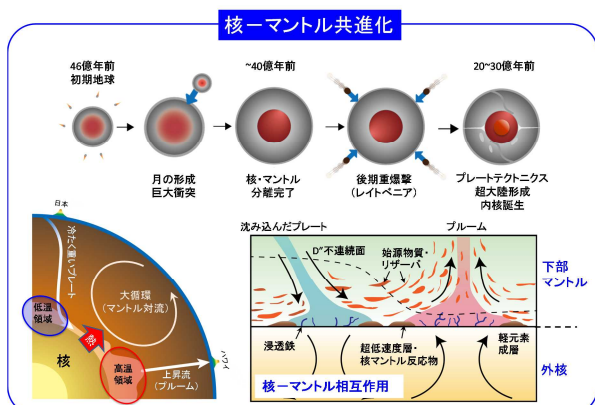 核－マントル共進化
46億年前
初期地球
~40億年前
20~30億年前
月の形成
巨大衝突
核・マントル
分離完了
後期重爆撃
(レイトベニア)
プレートテクトニクス
超大陸形成
内核誕生
日本
冷たく重いプレート
大循環
(マントル対流)
低温
領域
熱
核
高温
領域
上昇流
(プルーム)
ハワイ
沈み込んだプレート
プルーム
D”不連続面
始源物質・
リザーバ
下部
マントル
浸透鉄
超低速度層・
核マントル反応物
軽元素
成層
外核
核－マントル相互作用